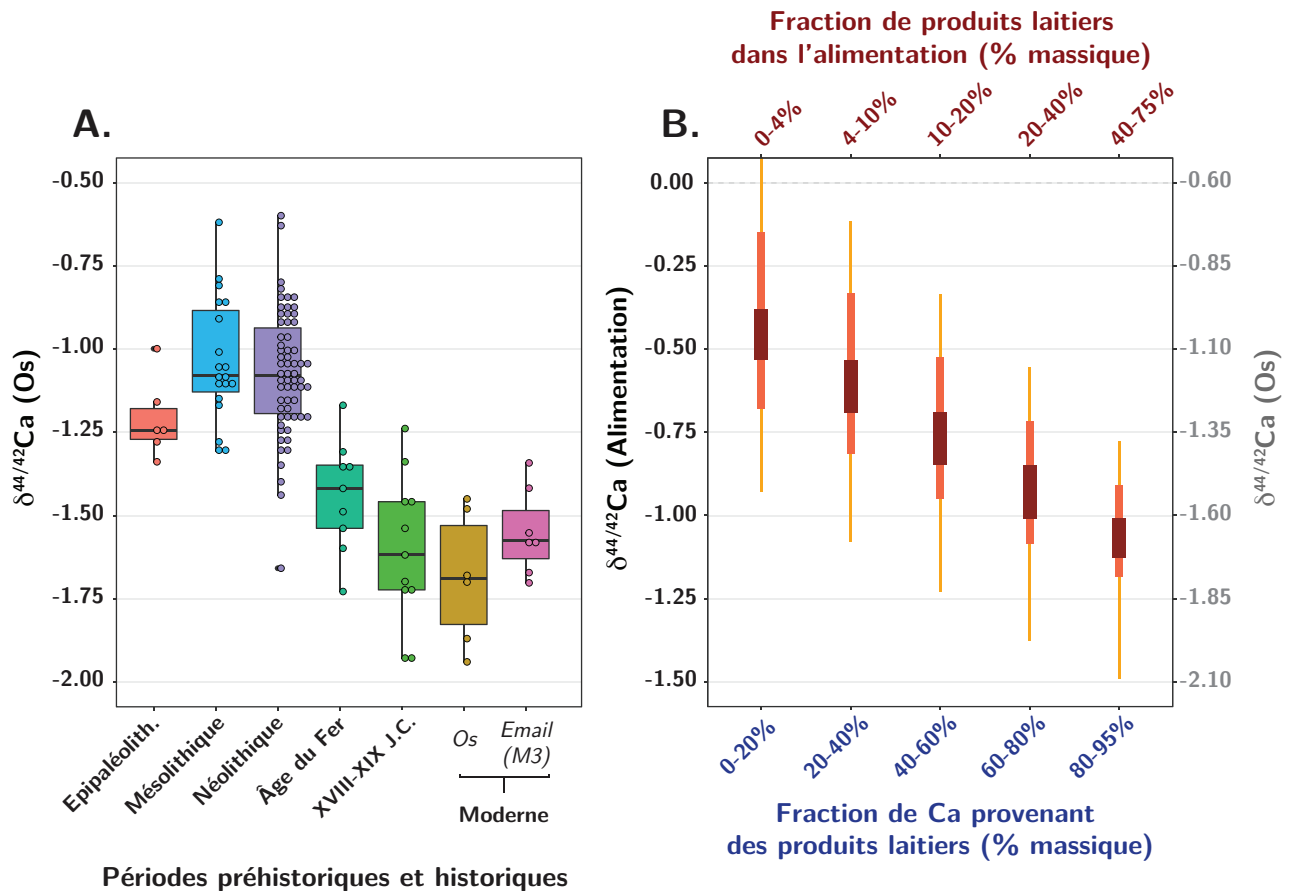 Fraction de produits laitiers
dans l'alimentation (% massique)
A.
B.
0-4%
4-10%
10-20%
20-40%
40-75%
-0.50
-0.75
-1.00
-1.25
-1.50
-1.75
-2.00
δ44/42Ca (Os)
0.00
-0.25
-0.50
-0.75
-1.00
-1.25
-1.50
δ44/42Ca (Alimentation)
-0.60
-0.85
-1.10
-1.35
-1.60
-1.85
-2.10
δ44/42Ca (Os)
Epipaléolith.
Mésolithique
Néolithique
Âge du Fer
XVIII-XIX J.C.
Os
Email
(M3)
Moderne
0-20%
20-40%
40-60%
60-80%
80-95%
Fraction de Ca provenant
des produits laitiers (% massique)
Périodes préhistoriques et historiques